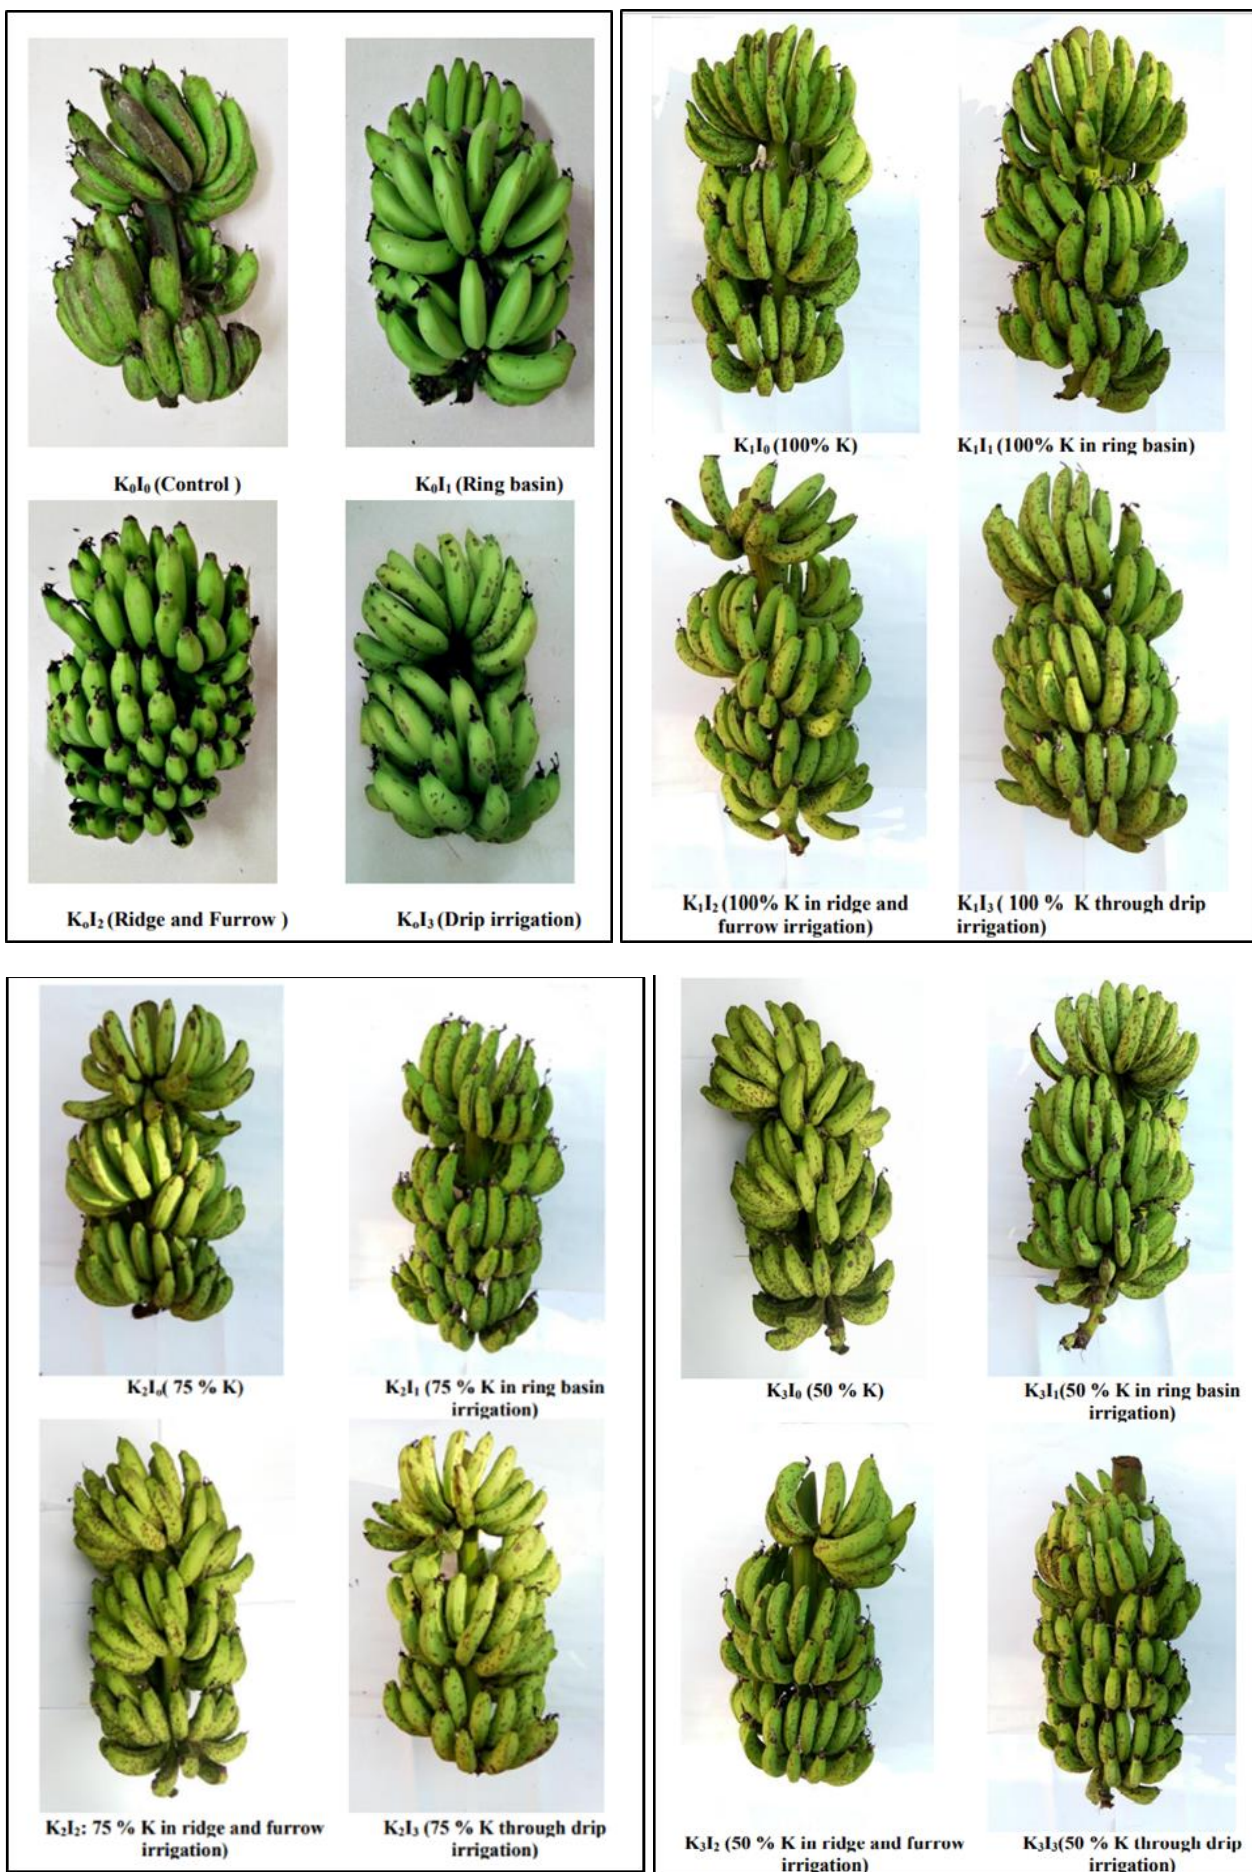 K₀I₀ (Control )
K₀I₁ (Ring basin)
KₒI₂ (Ridge and Furrow )
KₒI₃ (Drip irrigation)
K₁I₀ (100% K)
K₁I₁ (100% K in ring basin)
K₁I₂ (100% K in ridge and
furrow irrigation)
K₁I₃ ( 100 % K through drip
irrigation)
K₂Iₒ( 75 % K)
K₂I₁ (75 % K in ring basin
irrigation)
K₂I₂: 75 % K in ridge and furrow
irrigation)
K₂I₃ (75 % K through drip
irrigation)
K₃I₀ (50 % K)
K₃I₁(50 % K in ring basin
irrigation)
K₃I₂ (50 % K in ridge and furrow
irrigation)
K₃I₃(50 % K through drip
irrigation)